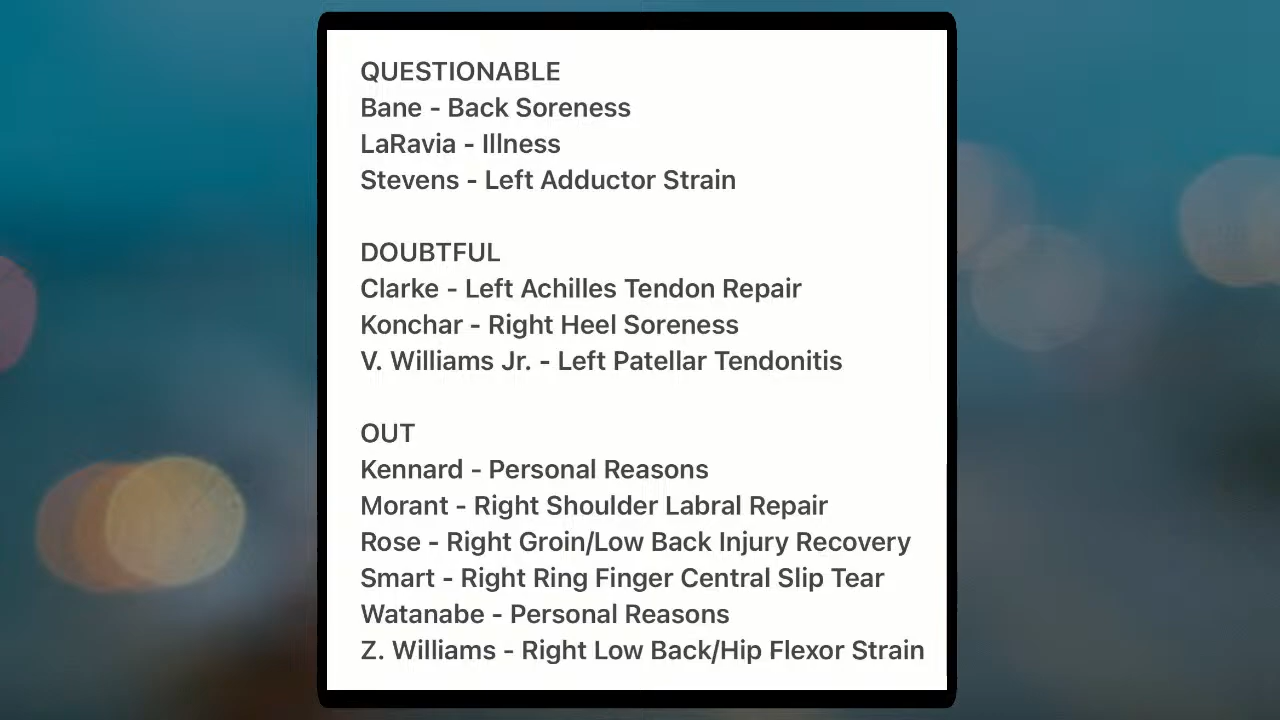 QUESTIONABLE
Bane - Back Soreness
LaRavia - Illness
Stevens - Left Adductor Strain
DOUBTFUL
Clarke - Left Achilles Tendon Repair
Konchar - Right Heel Soreness
V. Williams Jr. - Left Patellar Tendonitis
OUT
Kennard - Personal Reasons
Morant - Right Shoulder Labral Repair
Rose - Right Groin/Low Back Injury Recovery
Smart - Right Ring Finger Central Slip Tear
Watanabe - Personal Reasons
Z. Williams - Right Low Back/Hip Flexor Strain